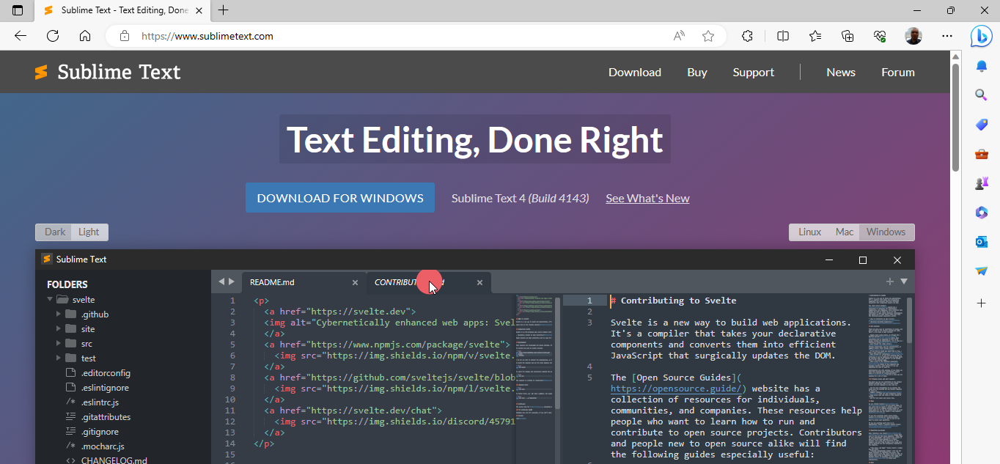 Sublime Text - Text Editing, Done
https://www.sublimetext.com
Sublime Text
Download Buy Support News Forum
Text Editing, Done Right
DOWNLOAD FOR WINDOWS Sublime Text 4 (Build 4143) See What's New
Dark Light
Linux Mac Windows
Sublime Text
FOLDERS
svelte
.github
site
src
test
.editorconfig
.eslintignore
.eslintrc.js
.gitattributes
.gitignore
.mocharc.js
CHANGELOG.md
README.md
1 <p>
2 <a href="https://svelte.dev">
3 <img alt="Cybernetically enhanced web apps: Svel
4 </a>
5 <a href="https://www.npmjs.com/package/svelte">
6 <img src="https://img.shields.io/npm/v/svelte.
7 </a>
8 <a href="https://github.com/sveltejs/svelte/blob
9 <img src="https://img.shields.io/npm/l/svelte.
10 </a>
11 <a href="https://svelte.dev/chat">
12 <img src="https://img.shields.io/discord/45791
13 </a>
14 </p>
15
1 # Contributing to Svelte
2
3 Svelte is a new way to build web applications.
It's a compiler that takes your declarative
components and converts them into efficient
JavaScript that surgically updates the DOM.
4
5 The [Open Source Guides](
https://opensource.guide/) website has a
collection of resources for individuals,
communities, and companies. These resources help
people who want to learn how to run and
contribute to open source projects. Contributors
and people new to open source alike will find
the following guides especially useful: